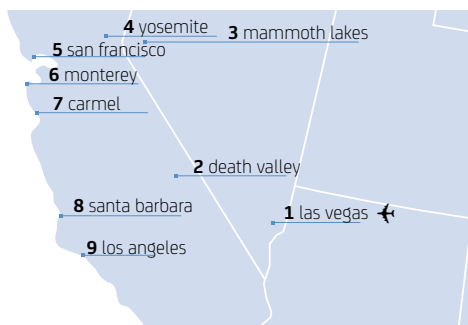 4 yosemite
3 mammoth lakes
5 san francisco
6 monterey
7 carmel
2 death valley
8 santa barbara
1 las vegas
9 los angeles